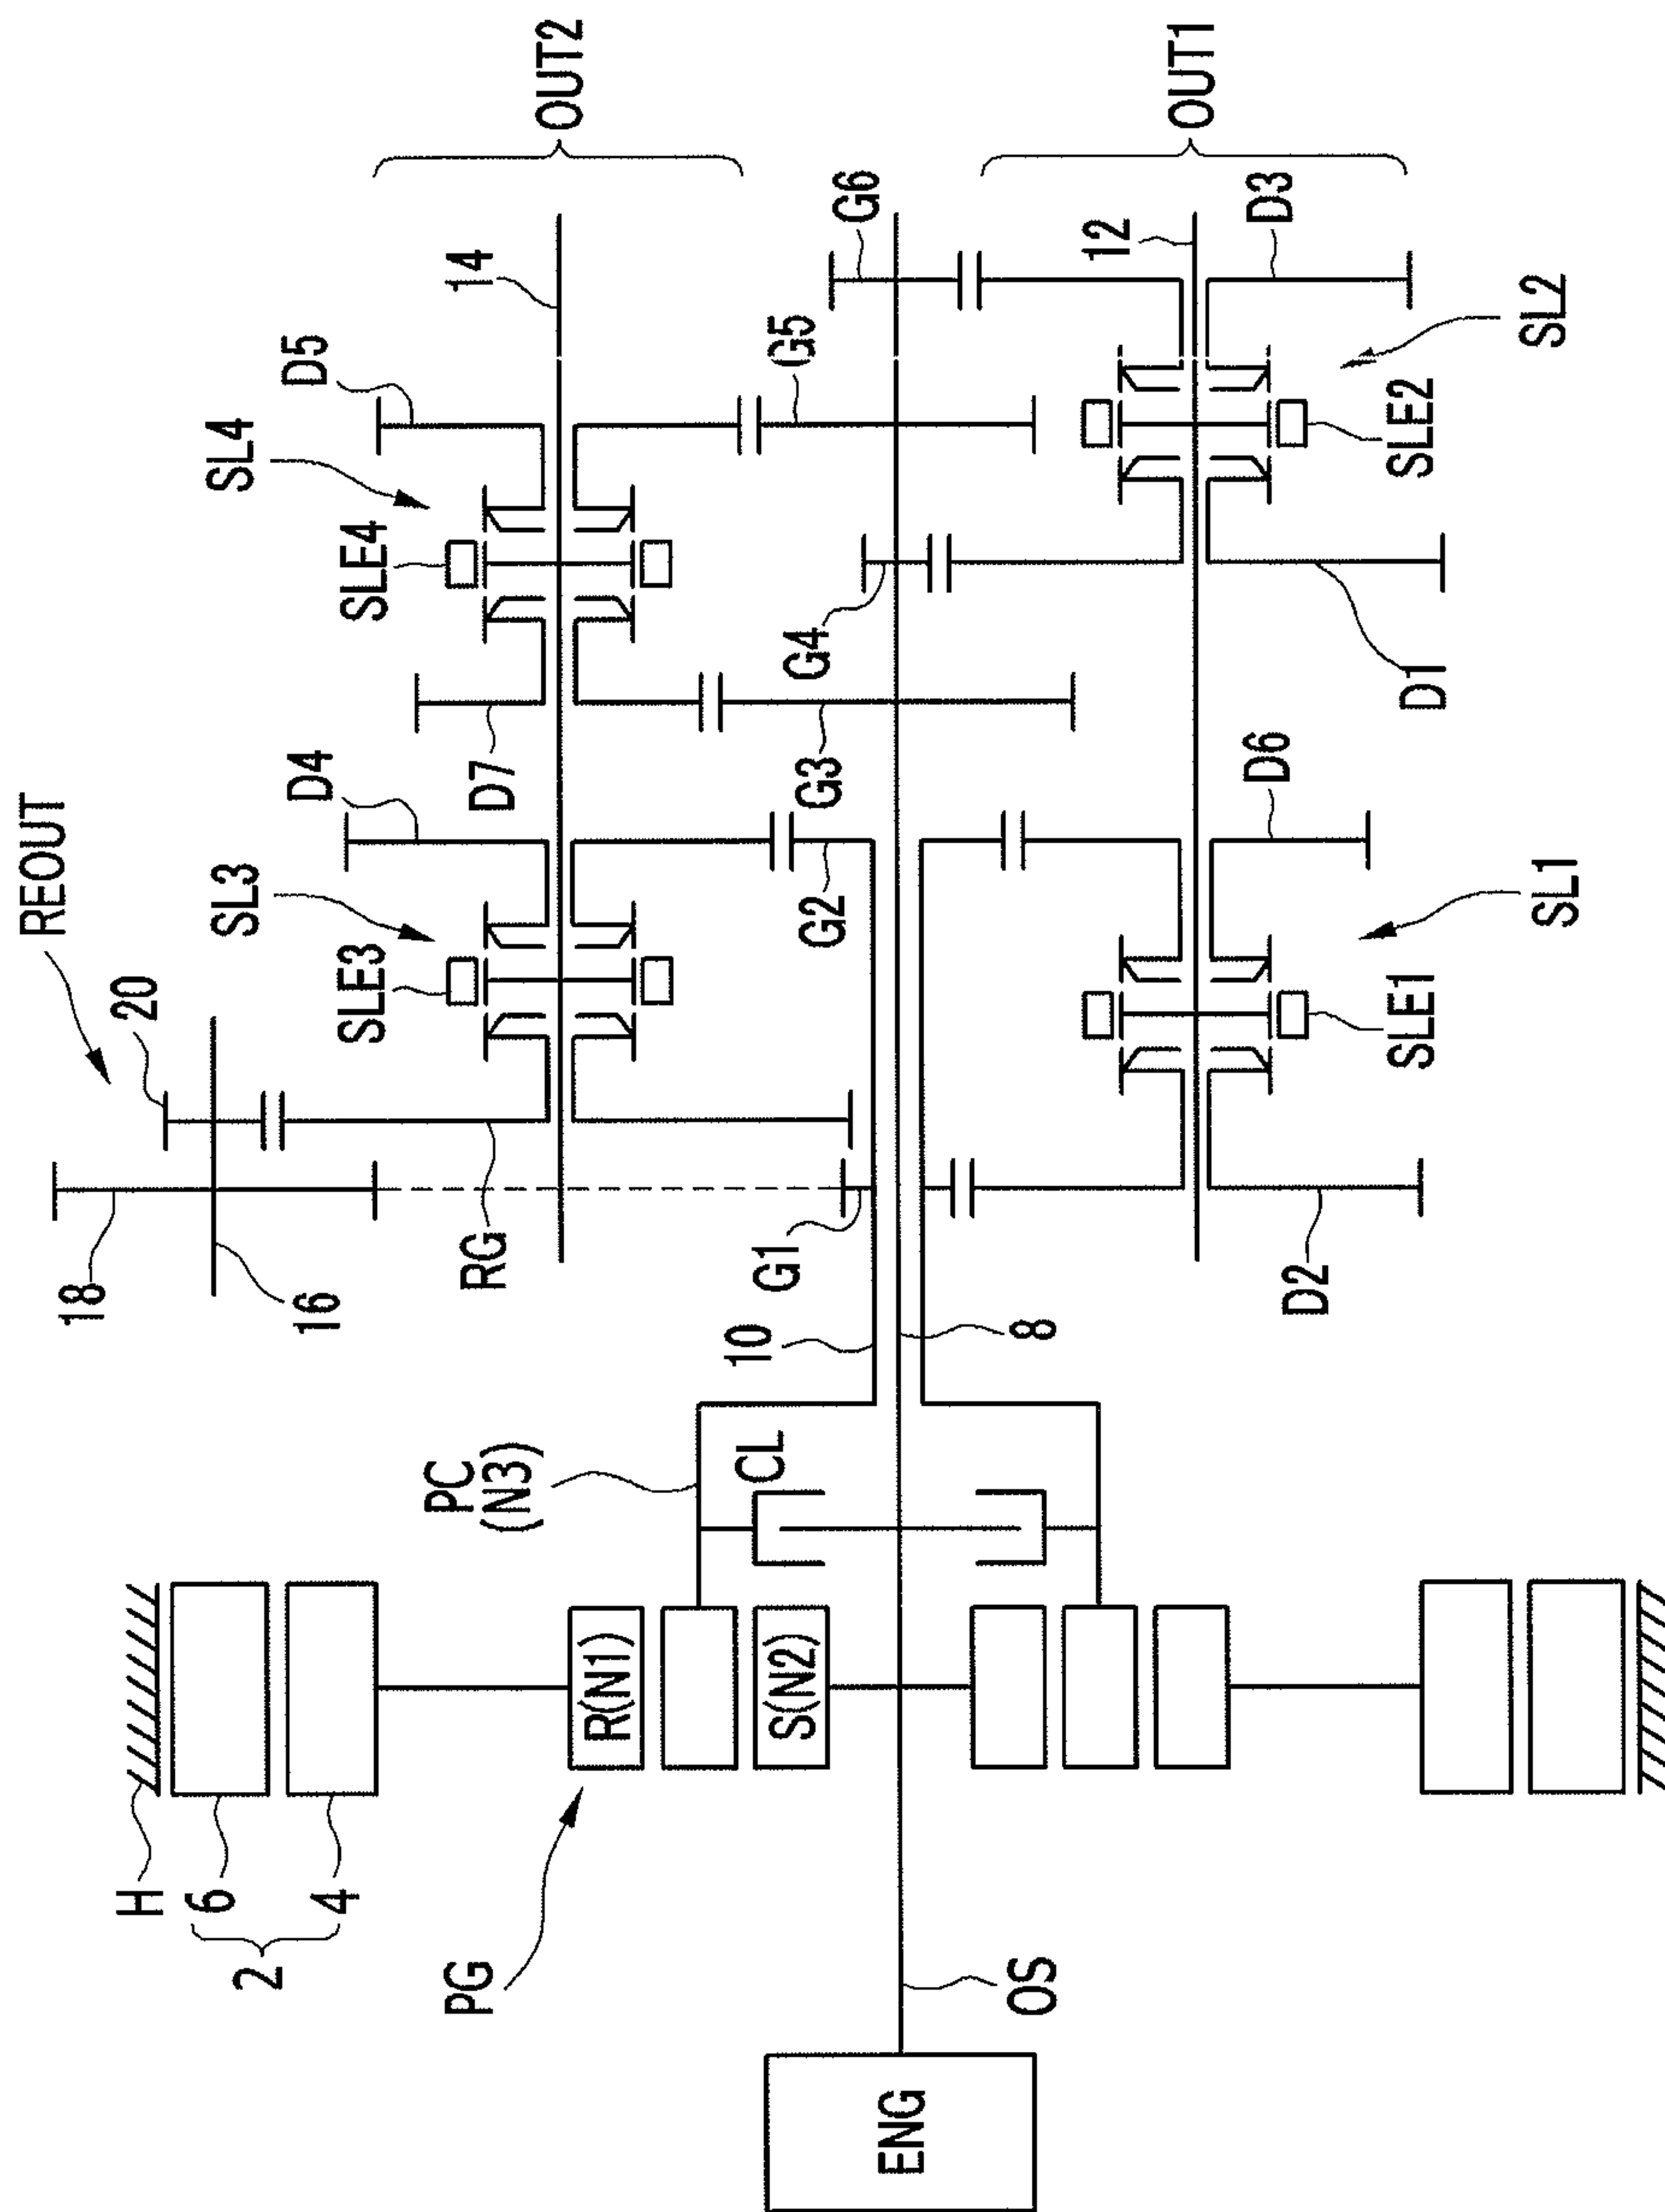 OUT2
OUT1
G6
D3
12
14
D5
G5
SL2
SL4
SLE2
SLE4
G4
D1
D4
D7
G3
D6
REOUT
SL3
G2
SL1
20
SLE3
SLE1
18
16
RG
G1
D2
10
8
PC
(N3)
CL
R(N1)
S(N2)
H
6
4
2
PG
OS
ENG